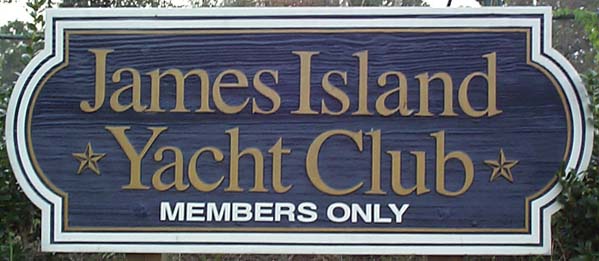 James Island
Yacht Club
MEMBERS ONLY